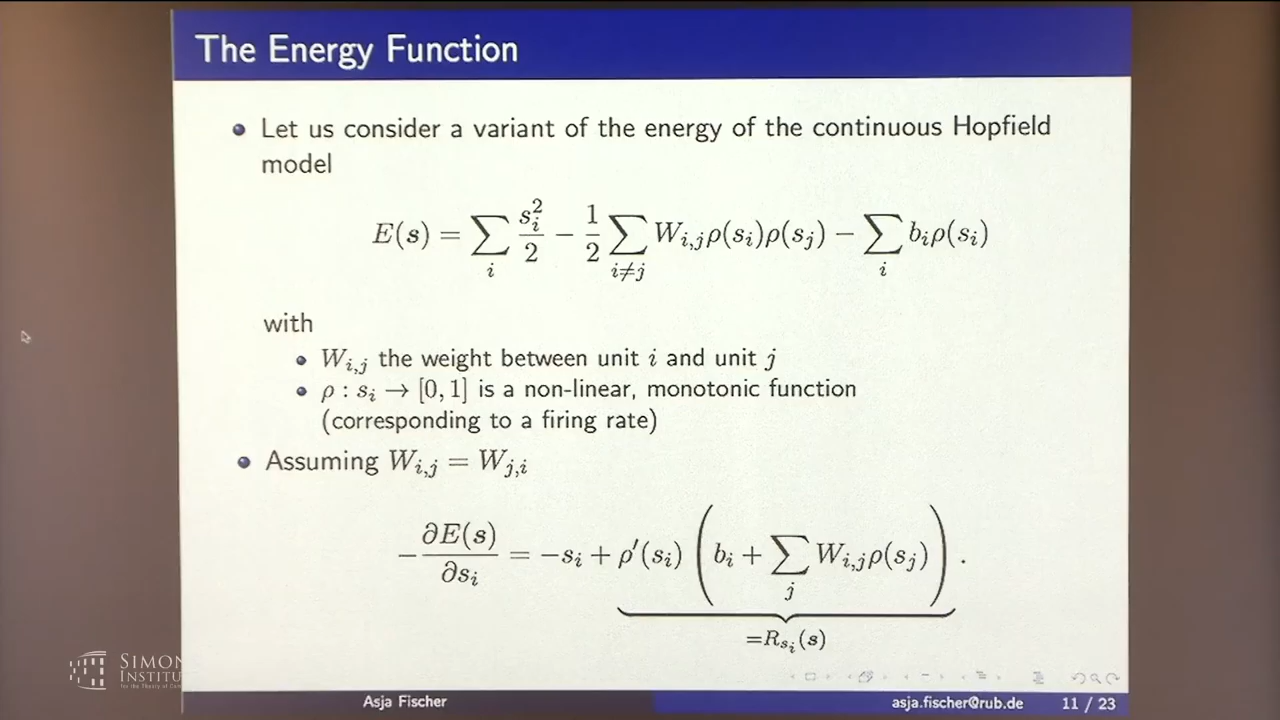 The Energy Function
Let us consider a variant of the energy of the continuous Hopfield
model
E(s) = ∑_i s_i^2/2 − 1/2 ∑_{i≠j} W_{i,j}ρ(s_i)ρ(s_j) − ∑_i b_iρ(s_i)
with
W_{i,j} the weight between unit i and unit j
ρ : s_i → [0, 1] is a non-linear, monotonic function
(corresponding to a firing rate)
Assuming W_{i,j} = W_{j,i}
−∂E(s)/∂s_i = −s_i + ρ′(s_i) (b_i + ∑_j W_{i,j}ρ(s_j)) .
=R_{s_i}(s)
SIMON
INSTITU
Asja Fischer
asja.fischer@rub.de 11 / 23